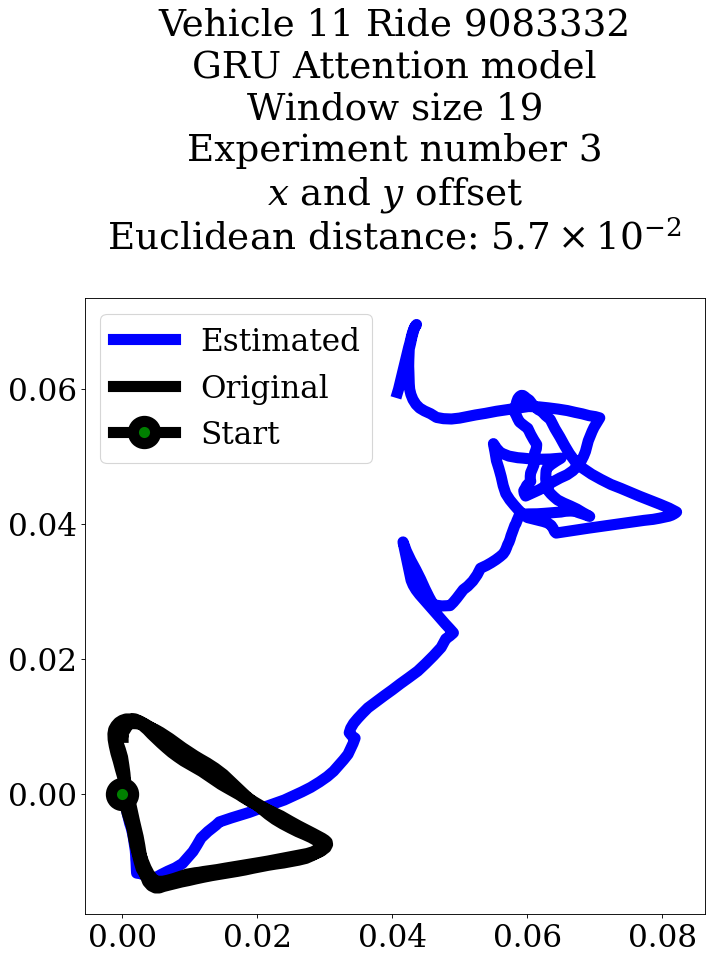 Vehicle 11 Ride 9083332
GRU Attention model
Window size 19
Experiment number 3
x and y offset
Euclidean distance: 5.7 × 10⁻²
Estimated
Original
Start
0.06
0.04
0.02
0.00
0.00 0.02 0.04 0.06 0.08